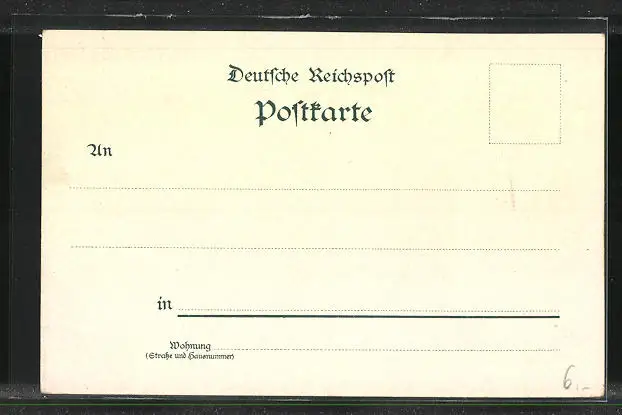 Deutſche Reichspoſt
Poſtkarte
An
in
Wohnung
(Straße und Hausnummer)
6.-